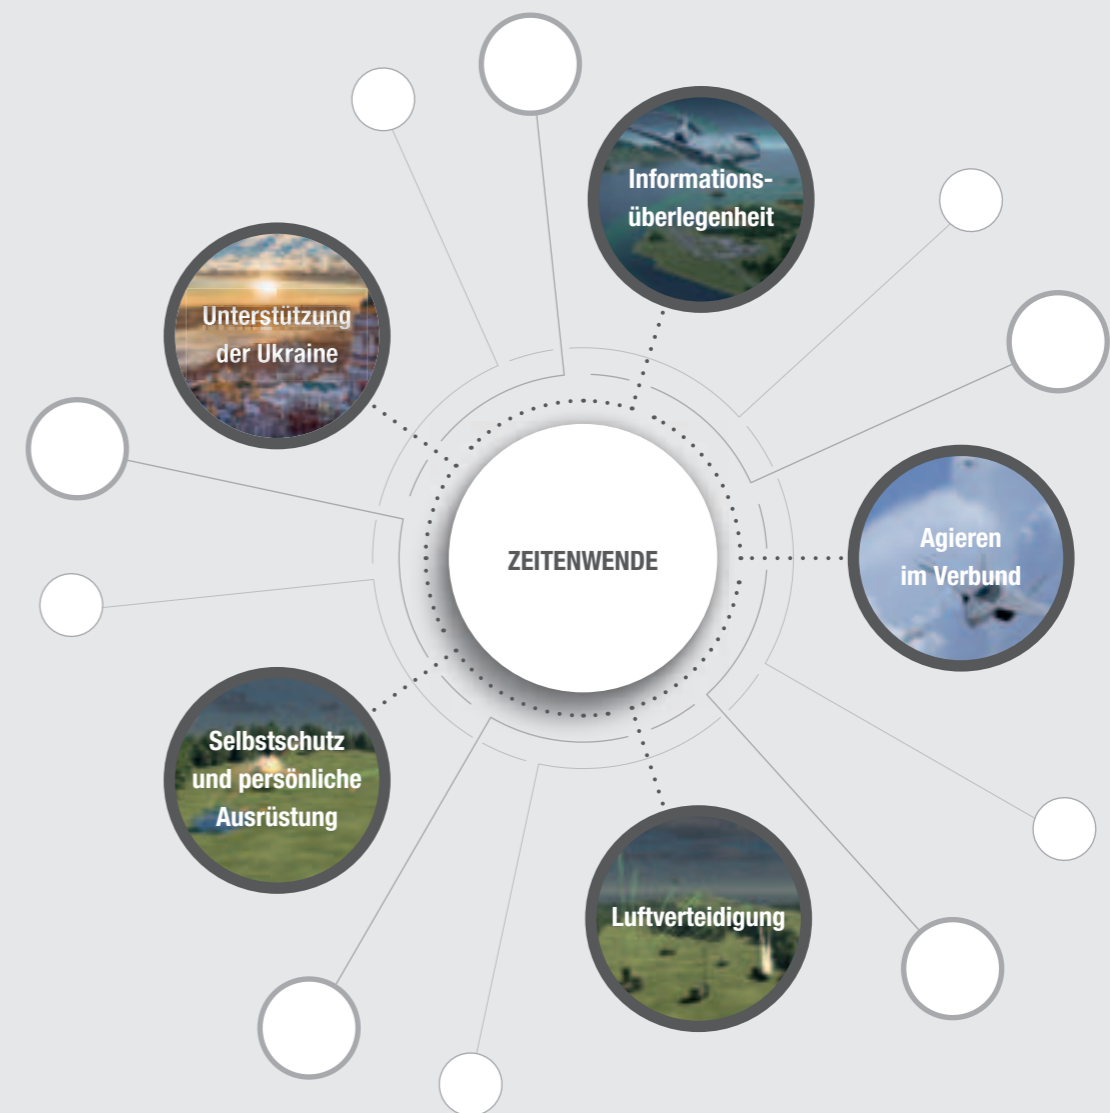 Informations-
überlegenheit
Unterstützung
der Ukraine
Agieren
im Verbund
ZEITENWENDE
Selbstschutz
und persönliche
Ausrüstung
Luftverteidigung